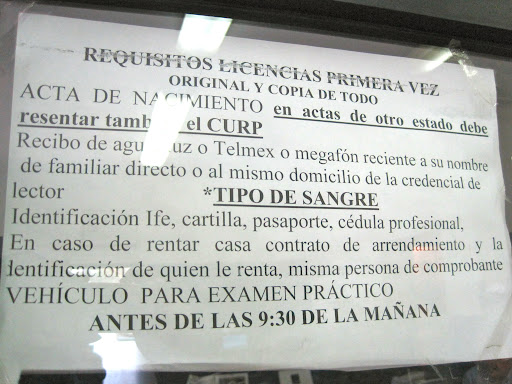 REQUISITOS LICENCIAS PRIMERA VEZ
ORIGINAL Y COPIA DE TODO
ACTA DE NACIMIENTO en actas de otro estado debe
resentar tambien el CURP
Recibo de agua luz o Telmex o megafón reciente a su nombre
de familiar directo o al mismo domicilio de la credencial de
lector *TIPO DE SANGRE
Identificación Ife, cartilla, pasaporte, cédula profesional,
En caso de rentar casa contrato de arrendamiento y la
dentificación de quien le renta, misma persona de comprobante
VEHÍCULO PARA EXAMEN PRÁCTICO
ANTES DE LAS 9:30 DE LA MAÑANA